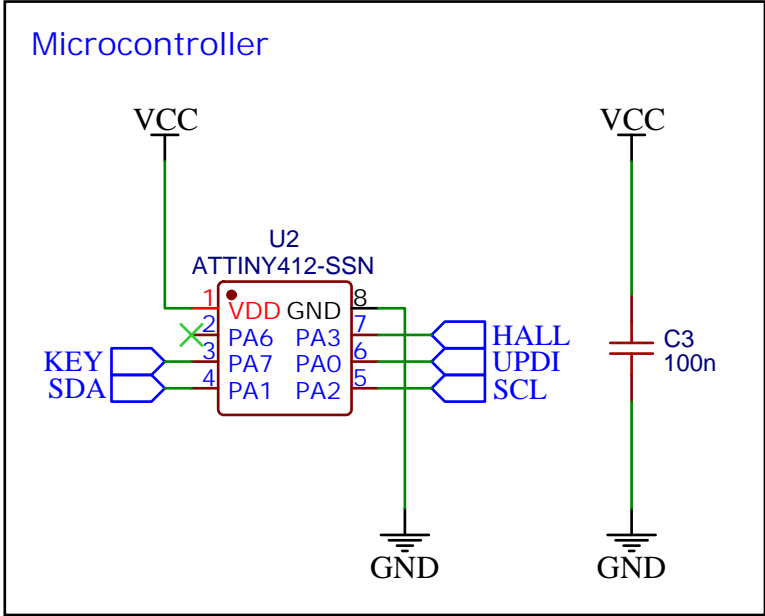 Microcontroller
VCC
VCC
U2
ATTINY412-SSN
1 VDD GND 8
2 PA6 PA3 7 HALL
KEY 3 PA7 PA0 6 UPDI
SDA 4 PA1 PA2 5 SCL
C3
100n
GND
GND